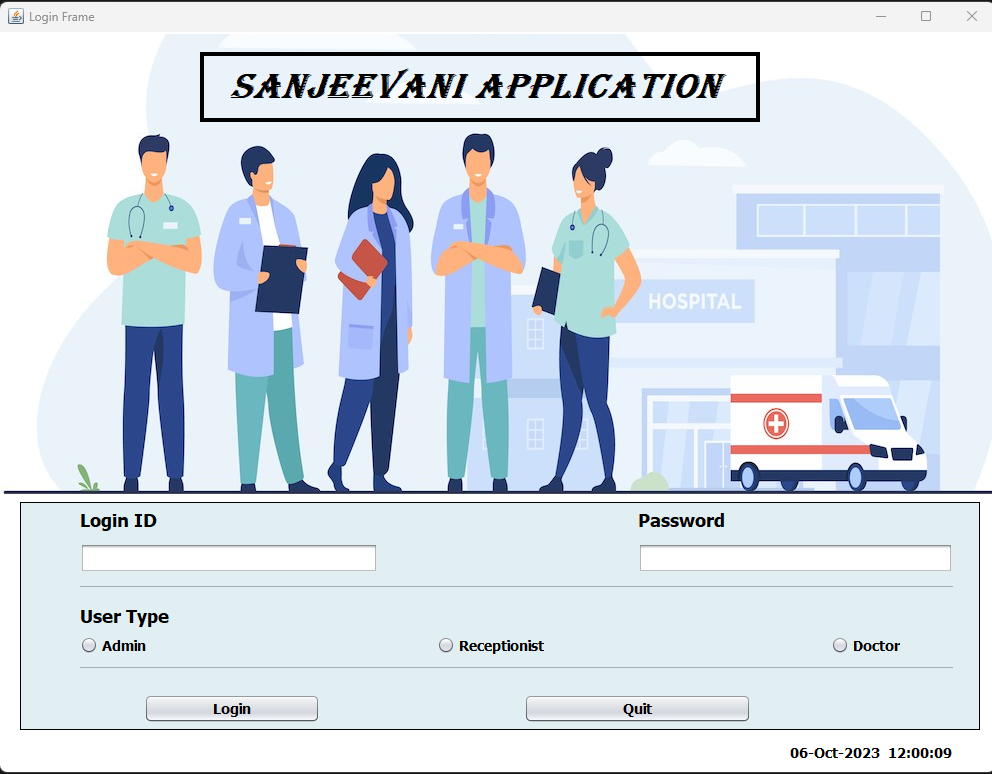 Login Frame
SANJEEVANI APPLICATION
HOSPITAL
Login ID Password
User Type
Admin Receptionist Doctor
Login Quit
06-Oct-2023 12:00:09